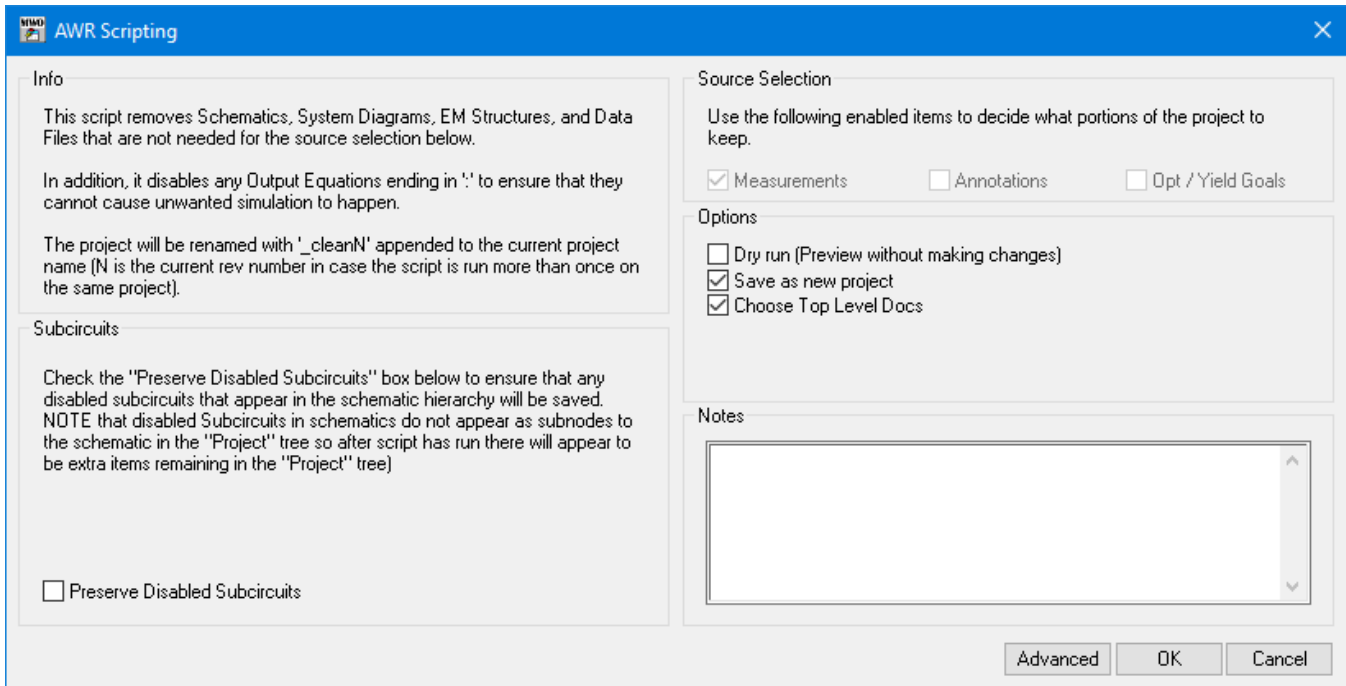 MWO
AWR Scripting
Info
This script removes Schematics, System Diagrams, EM Structures, and Data
Files that are not needed for the source selection below.
In addition, it disables any Output Equations ending in ':' to ensure that they
cannot cause unwanted simulation to happen.
The project will be renamed with '_cleanN' appended to the current project
name (N is the current rev number in case the script is run more than once on
the same project).
Subcircuits
Check the "Preserve Disabled Subcircuits" box below to ensure that any
disabled subcircuits that appear in the schematic hierarchy will be saved.
NOTE that disabled Subcircuits in schematics do not appear as subnodes to
the schematic in the "Project" tree so after script has run there will appear to
be extra items remaining in the "Project" tree)
Preserve Disabled Subcircuits
Source Selection
Use the following enabled items to decide what portions of the project to
keep.
Measurements Annotations Opt / Yield Goals
Options
Dry run (Preview without making changes)
Save as new project
Choose Top Level Docs
Notes
Advanced OK Cancel